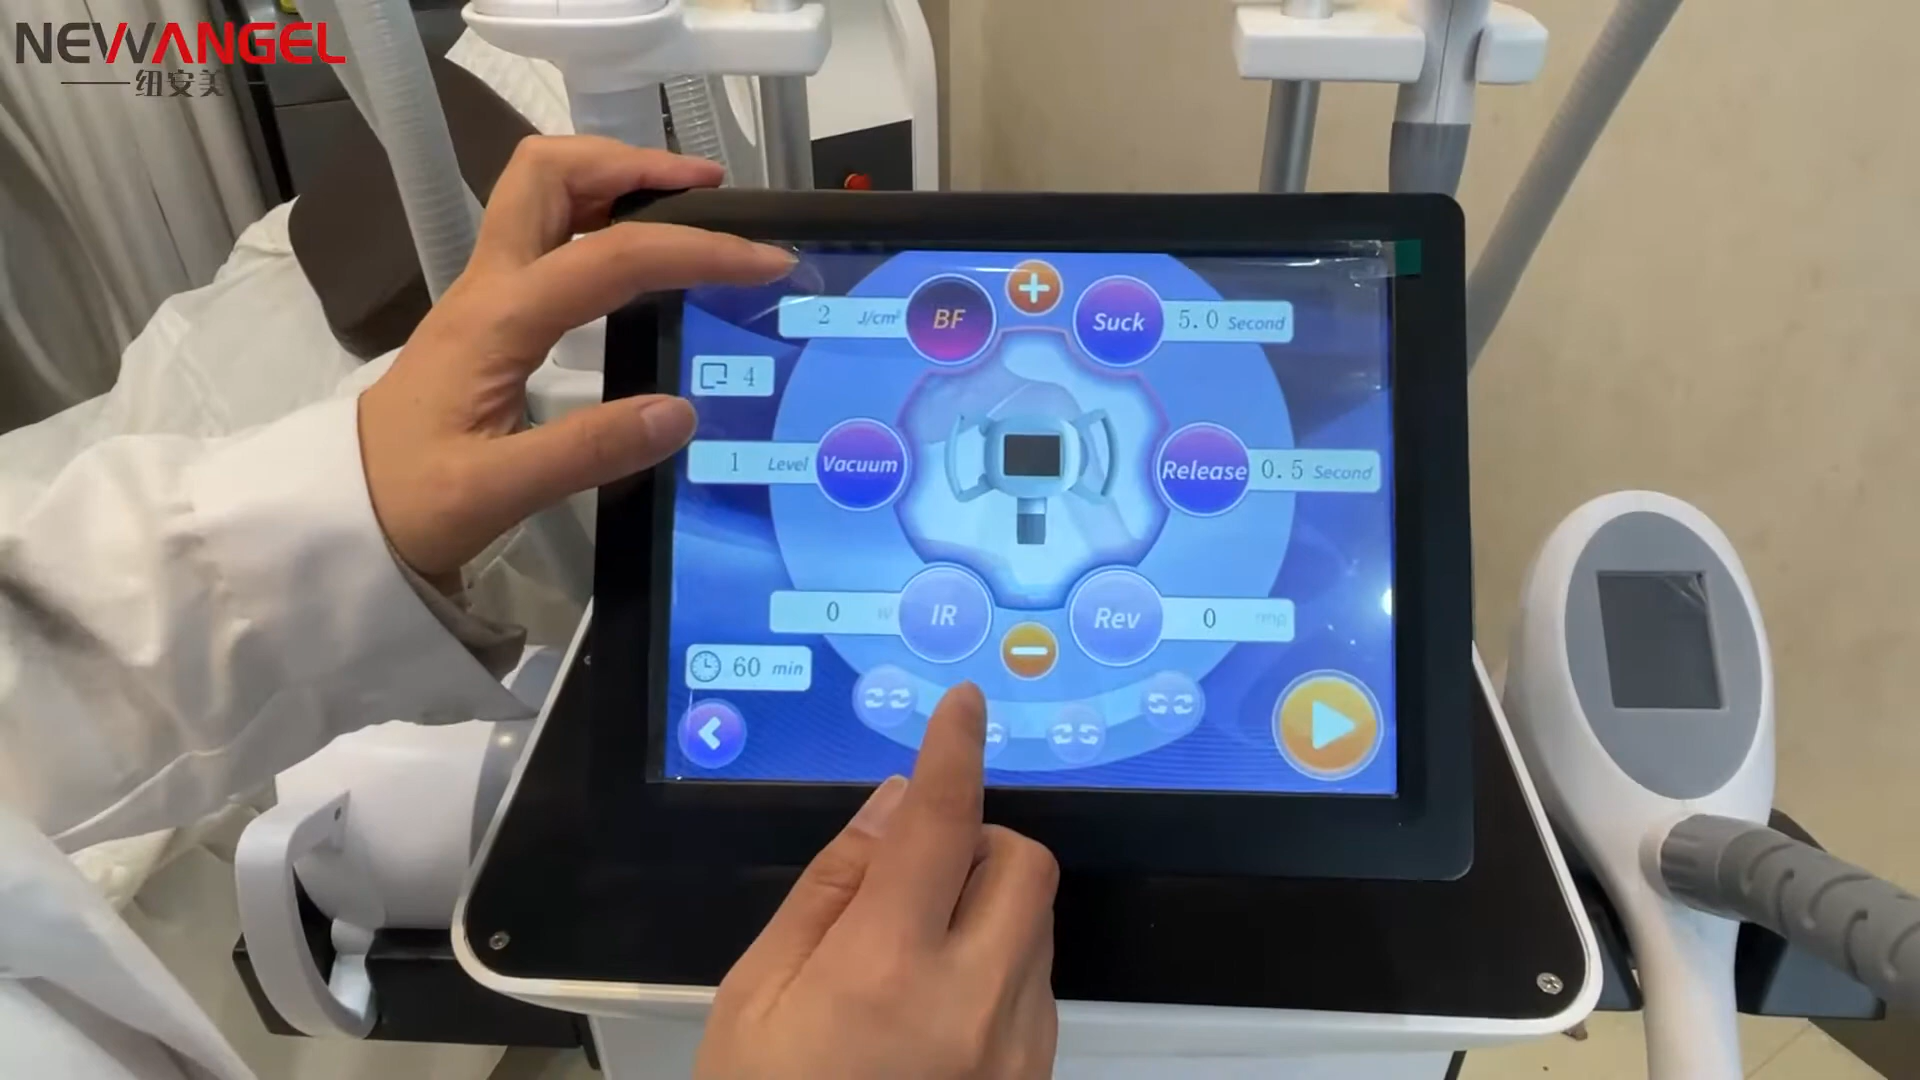 NEWANGEL
纽安美
2 J/cm² BF
Suck 5.0 Second
4
1 Level Vacuum
Release 0.5 Second
0 W IR
Rev 0 rmp
60 min